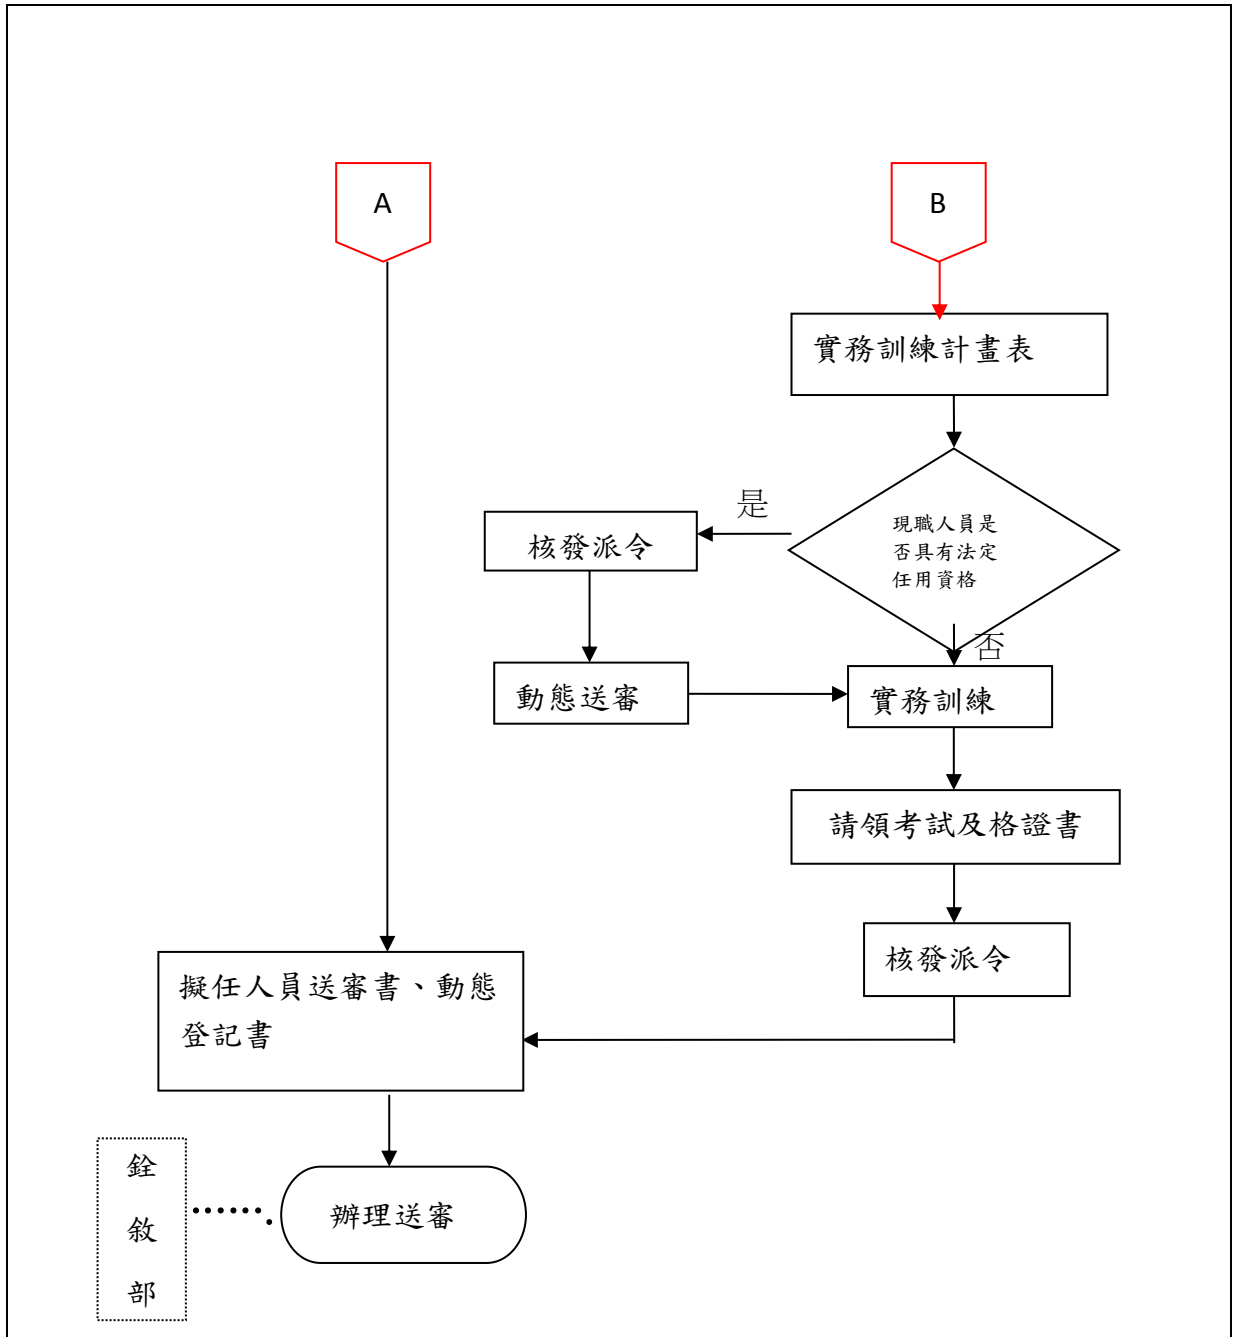 A
B
實務訓練計畫表
現職人員是
否具有法定
任用資格
是
核發派令
否
動態送審
實務訓練
請領考試及格證書
核發派令
擬任人員送審書、動態
登記書
辦理送審
銓
敘
部